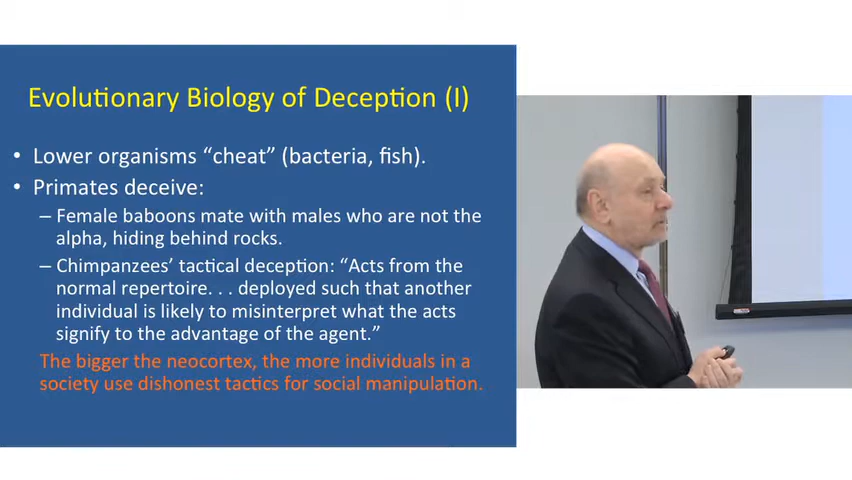 Evolutionary Biology of Deception (I)
• Lower organisms “cheat” (bacteria, fish).
• Primates deceive:
– Female baboons mate with males who are not the
alpha, hiding behind rocks.
– Chimpanzees’ tactical deception: “Acts from the
normal repertoire. . . deployed such that another
individual is likely to misinterpret what the acts
signify to the advantage of the agent.”
The bigger the neocortex, the more individuals in a
society use dishonest tactics for social manipulation.